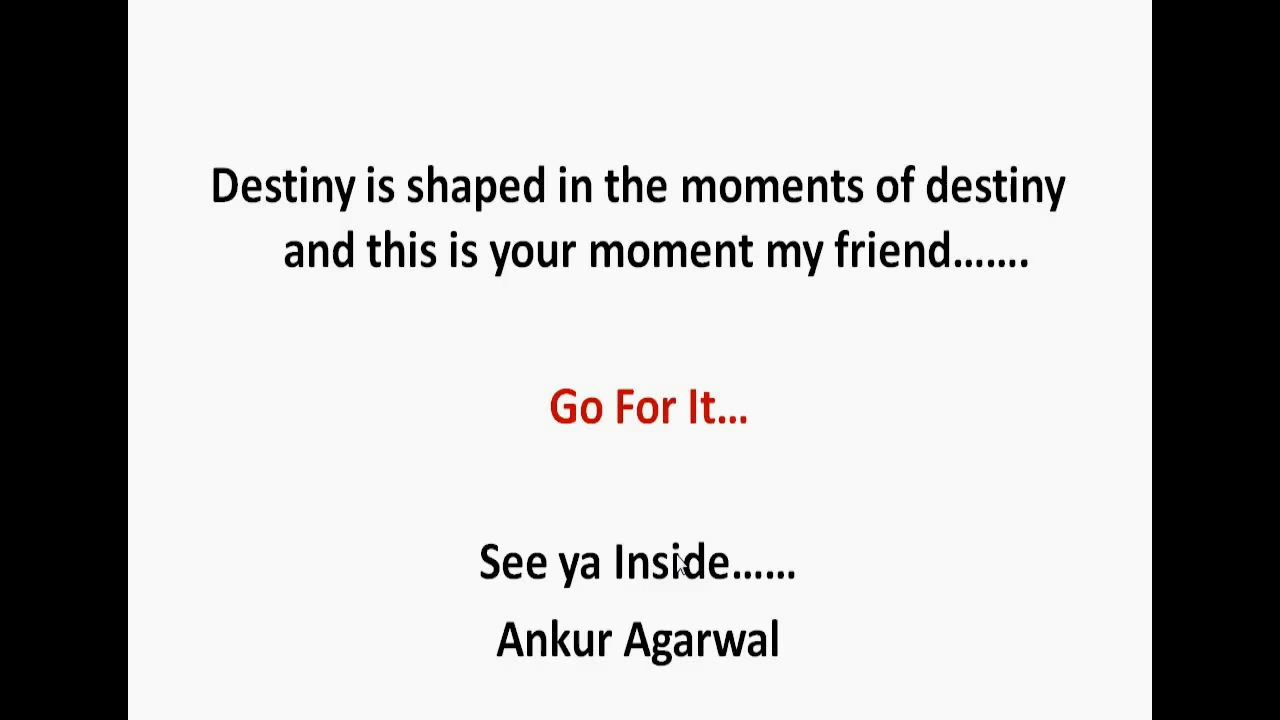 Destiny is shaped in the moments of destiny
and this is your moment my friend…….
Go For It…
See ya Inside……
Ankur Agarwal